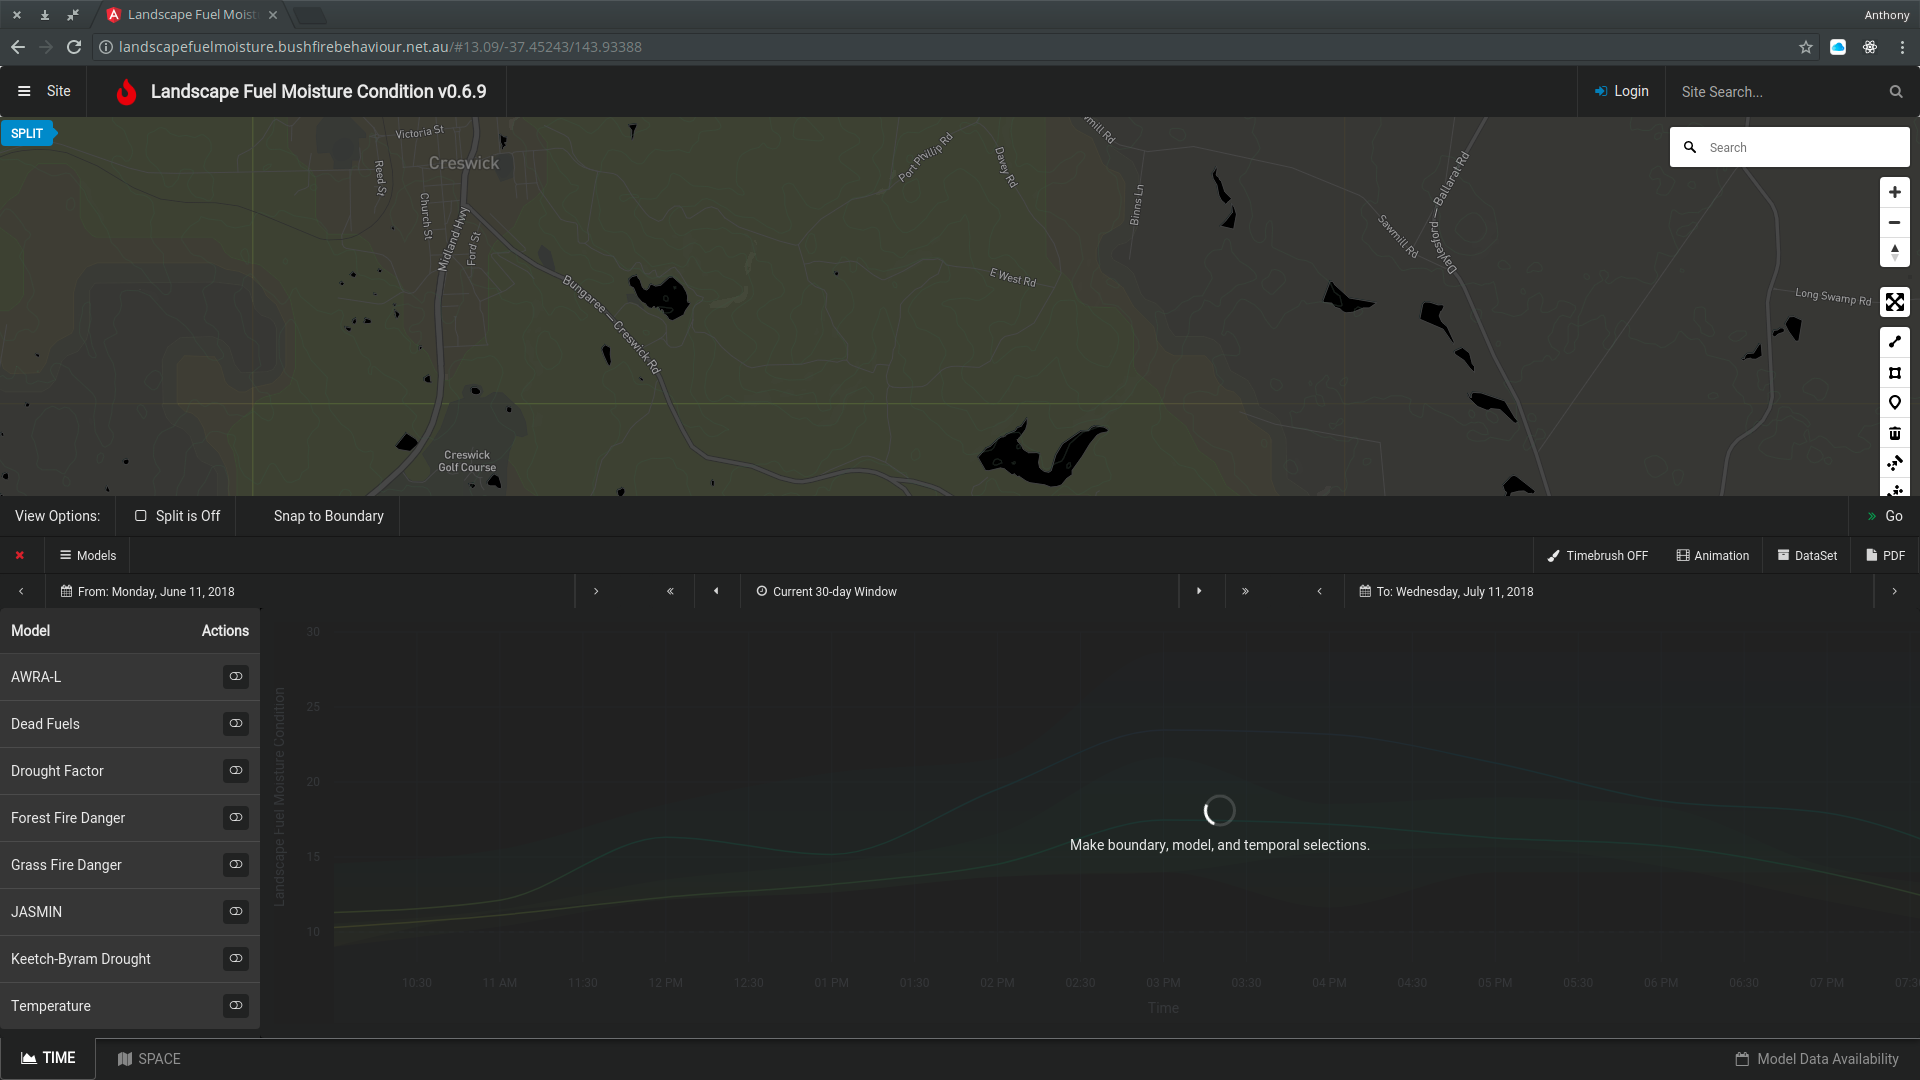 Landscape Fuel Moist
Anthony
landscapefuelmoisture.bushfirebehaviour.net.au/#13.09/-37.45243/143.93388
Site
Landscape Fuel Moisture Condition v0.6.9
Login
Site Search...
SPLIT
Victoria St
Creswick
Reed St
Church St
Midland Hwy
Ford St
Bungaree — Creswick Rd
Port Phillip Rd
Davey Rd
wmill Rd
Binns Ln
E West Rd
Sawmill Rd
Daylesford — Ballarat Rd
Long Swamp Rd
Creswick
Golf Course
Search
View Options:
Split is Off
Snap to Boundary
Go
Models
Timebrush OFF
Animation
DataSet
PDF
From: Monday, June 11, 2018
Current 30-day Window
To: Wednesday, July 11, 2018
Model Actions
AWRA-L
Dead Fuels
Drought Factor
Forest Fire Danger
Grass Fire Danger
JASMIN
Keetch-Byram Drought
Temperature
Landscape Fuel Moisture Condition
30
25
20
15
10
Make boundary, model, and temporal selections.
10:30 11 AM 11:30 12 PM 12:30 01 PM 01:30 02 PM 02:30 03 PM 03:30 04 PM 04:30 05 PM 05:30 06 PM 06:30 07 PM 07:3
Time
TIME
SPACE
Model Data Availability